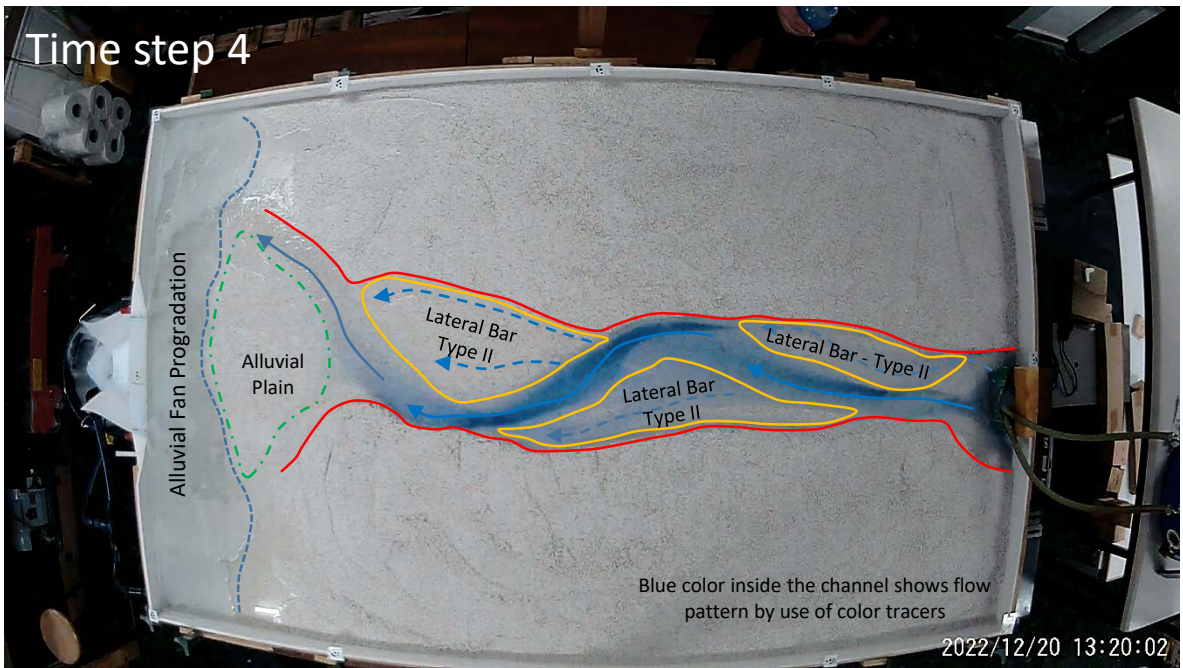 Time step 4
Alluvial Fan Progradation
Alluvial
Plain
Lateral Bar
Type II
Lateral Bar
Type II
Lateral Bar - Type II
Blue color inside the channel shows flow
pattern by use of color tracers
2022/12/20 13:20:02